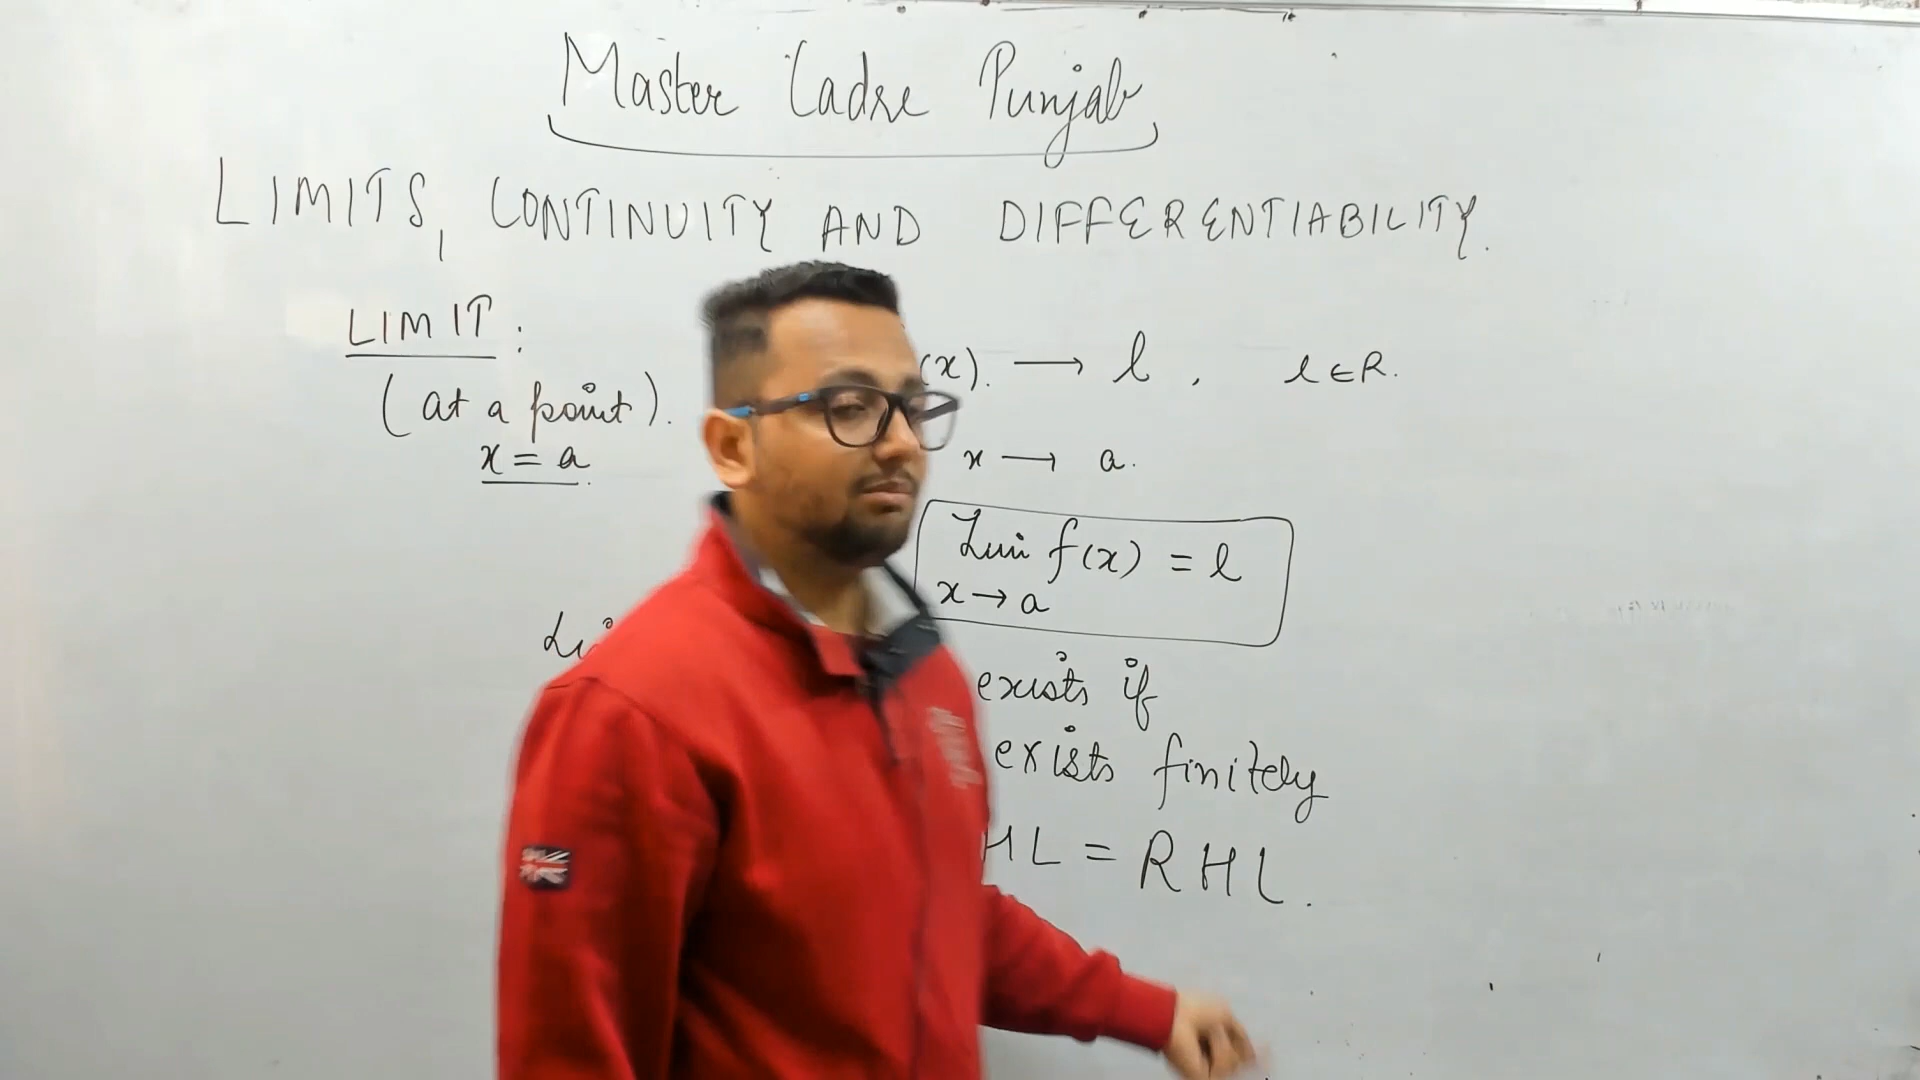 Master Cadre Punjab
LIMITS, CONTINUITY AND DIFFERENTIABILITY.
LIMIT :
(at a point).
x = a.
(x). → l , l ∈ R.
x → a.
Lim f(x) = l
x → a
exists if
exists finitely
HL = RHL.